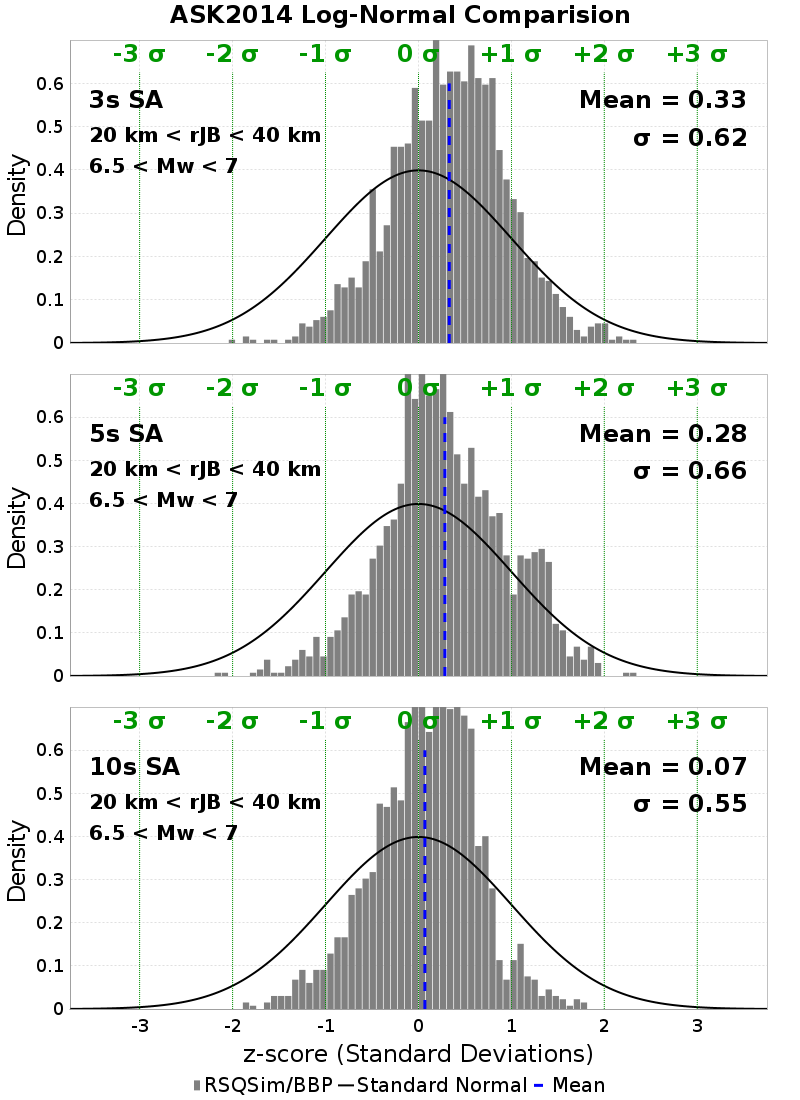 ASK2014 Log-Normal Comparision
-3 σ -2 σ -1 σ 0 σ +1 σ +2 σ +3 σ
3s SA
20 km < rJB < 40 km
6.5 < Mw < 7
Mean = 0.33
σ = 0.62
Density
0.6
0.5
0.4
0.3
0.2
0.1
0
-3 σ -2 σ -1 σ 0 σ +1 σ +2 σ +3 σ
5s SA
20 km < rJB < 40 km
6.5 < Mw < 7
Mean = 0.28
σ = 0.66
Density
0.6
0.5
0.4
0.3
0.2
0.1
0
-3 σ -2 σ -1 σ 0 σ +1 σ +2 σ +3 σ
10s SA
20 km < rJB < 40 km
6.5 < Mw < 7
Mean = 0.07
σ = 0.55
Density
0.6
0.5
0.4
0.3
0.2
0.1
0
-3 -2 -1 0 1 2 3
z-score (Standard Deviations)
RSQSim/BBP Standard Normal Mean